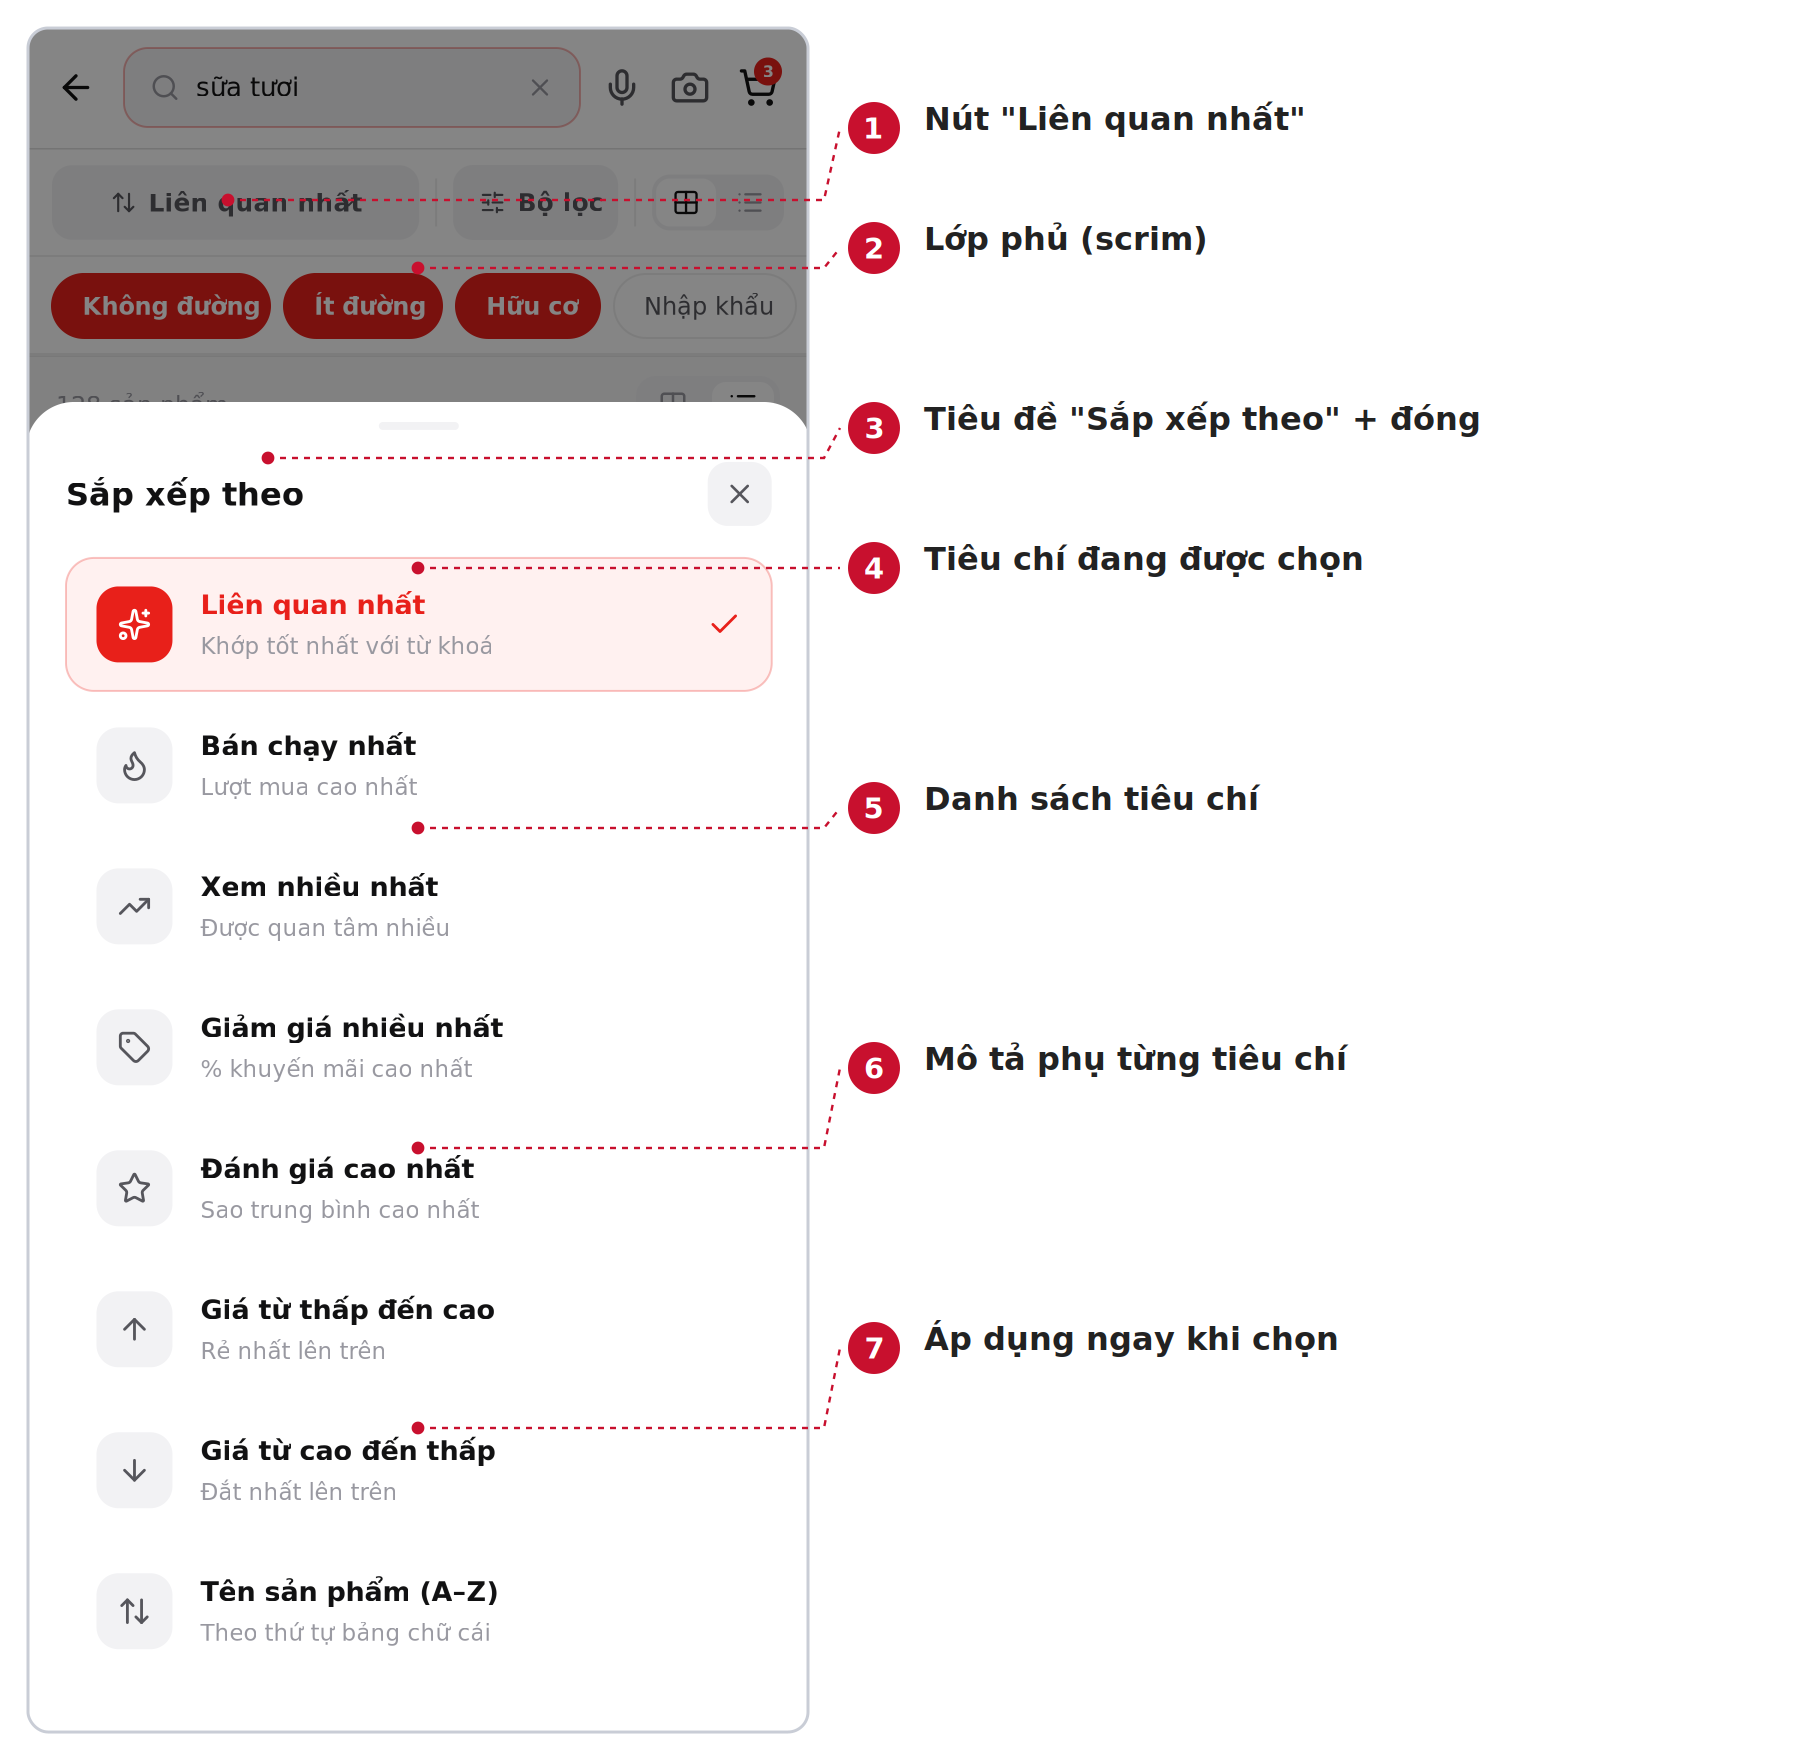 sữa tươi
3
Liên quan nhất
Bộ lọc
Không đường
Ít đường
Hữu cơ
Nhập khẩu
128 sản phẩm
Sắp xếp theo
Liên quan nhất
Khớp tốt nhất với từ khoá
Bán chạy nhất
Lượt mua cao nhất
Xem nhiều nhất
Được quan tâm nhiều
Giảm giá nhiều nhất
% khuyến mãi cao nhất
Đánh giá cao nhất
Sao trung bình cao nhất
Giá từ thấp đến cao
Rẻ nhất lên trên
Giá từ cao đến thấp
Đắt nhất lên trên
Tên sản phẩm (A–Z)
Theo thứ tự bảng chữ cái
1 Nút "Liên quan nhất"
2 Lớp phủ (scrim)
3 Tiêu đề "Sắp xếp theo" + đóng
4 Tiêu chí đang được chọn
5 Danh sách tiêu chí
6 Mô tả phụ từng tiêu chí
7 Áp dụng ngay khi chọn